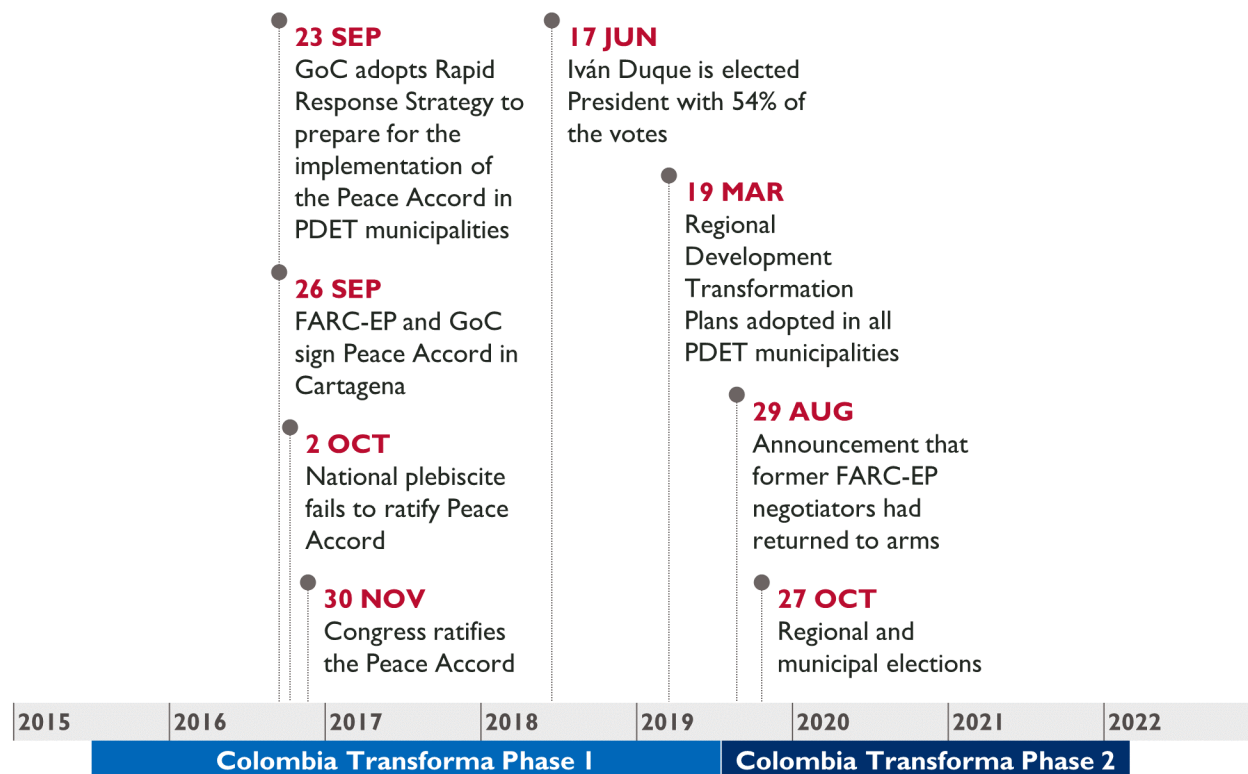 23 SEP
GoC adopts Rapid
Response Strategy to
prepare for the
implementation of
the Peace Accord in
PDET municipalities
26 SEP
FARC-EP and GoC
sign Peace Accord in
Cartagena
2 OCT
National plebiscite
fails to ratify Peace
Accord
30 NOV
Congress ratifies
the Peace Accord
17 JUN
Iván Duque is elected
President with 54% of
the votes
19 MAR
Regional
Development
Transformation
Plans adopted in all
PDET municipalities
29 AUG
Announcement that
former FARC-EP
negotiators had
returned to arms
27 OCT
Regional and
municipal elections
2015 2016 2017 2018 2019 2020 2021 2022
Colombia Transforma Phase 1 Colombia Transforma Phase 2